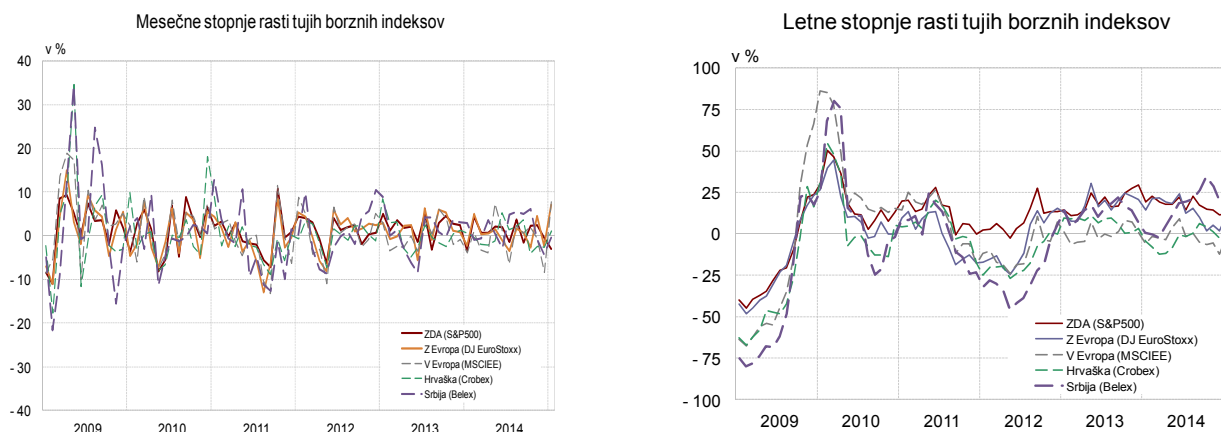 Mesečne stopnje rasti tujih borznih indeksov
v %
40
30
20
10
0
- 10
- 20
- 30
- 40
2009 2010 2011 2012 2013 2014
ZDA (S&P500)
Z Evropa (DJ EuroStoxx)
V Evropa (MSCIEE)
Hrvaška (Crobex)
Srbija (Belex)
Letne stopnje rasti tujih borznih indeksov
v %
100
75
50
25
0
- 25
- 50
- 75
- 100
2009 2010 2011 2012 2013 2014
ZDA (S&P500)
Z Evropa (DJ EuroStoxx)
V Evropa (MSCIEE)
Hrvaška (Crobex)
Srbija (Belex)